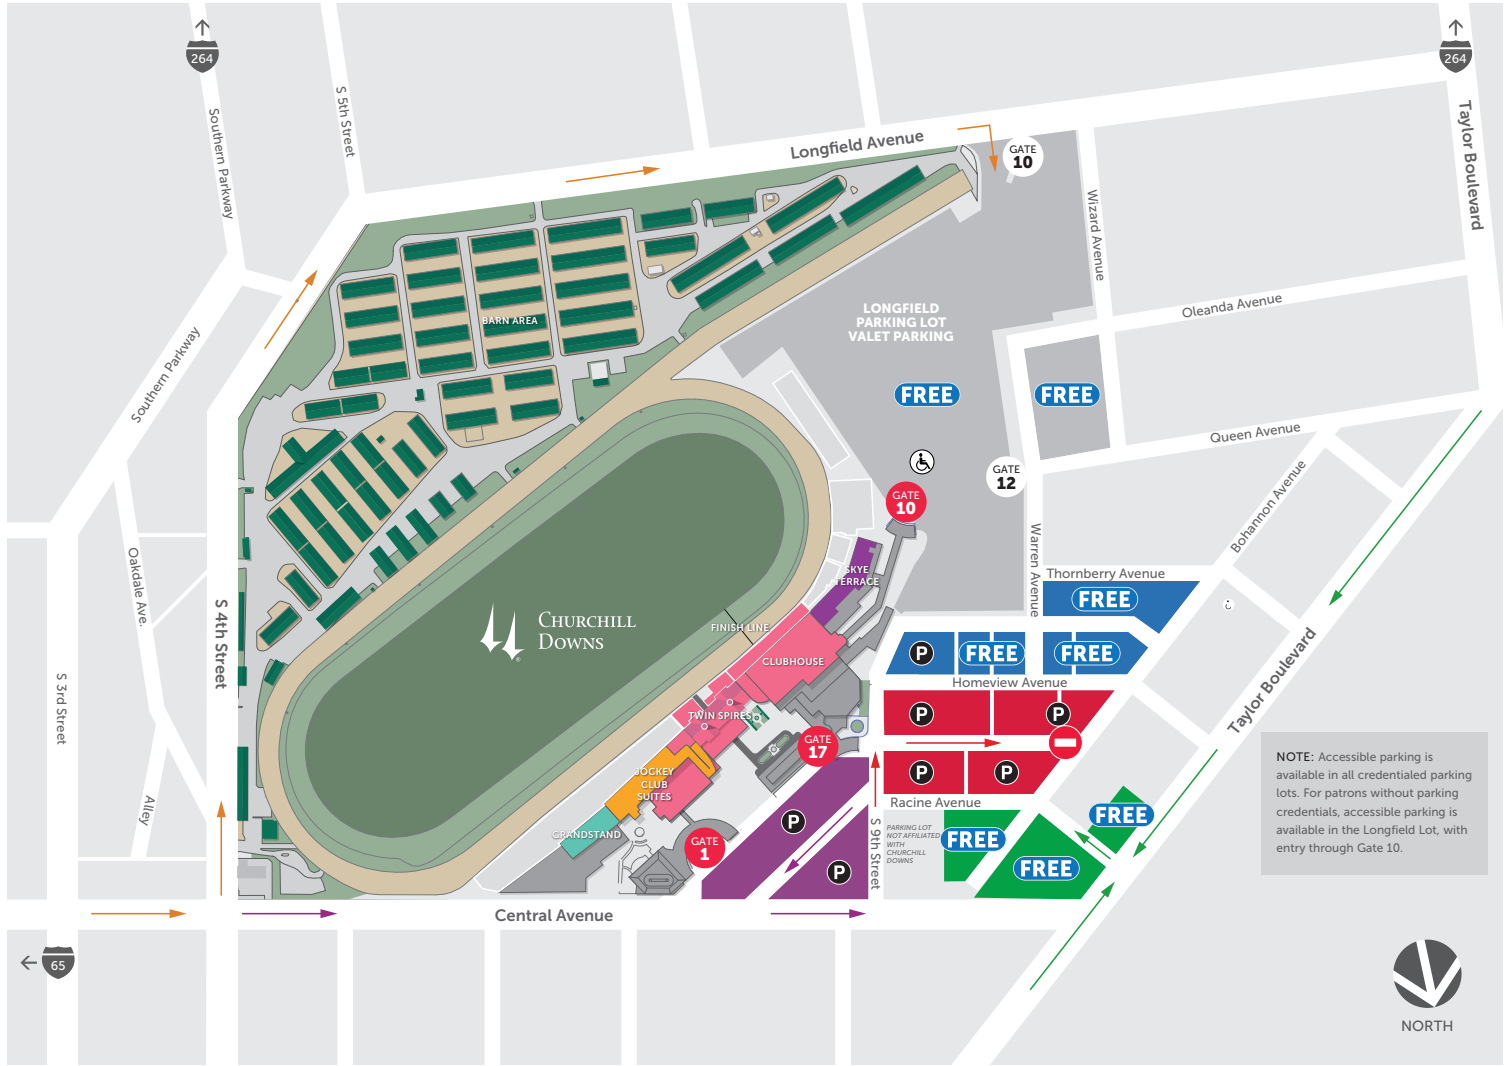 264
264
Southern Parkway
S 5th Street
Longfield Avenue
GATE
10
Taylor Boulevard
Wizard Avenue
Oleanda Avenue
LONGFIELD
PARKING LOT
VALET PARKING
BARN AREA
FREE
FREE
Southern Parkway
Queen Avenue
GATE
12
GATE
10
Bohannon Avenue
Oakdale Ave.
Warren Avenue
Thornberry Avenue
SKYE
TERRACE
FREE
S 4th Street
CHURCHILL
DOWNS
®
FINISH LINE
CLUBHOUSE
P
FREE
FREE
Homeview Avenue
Taylor Boulevard
S 3rd Street
TWIN SPIRES
P
P
GATE
17
JOCKEY
CLUB
SUITES
P
P
NOTE: Accessible parking is
available in all credentialed parking
lots. For patrons without parking
credentials, accessible parking is
available in the Longfield Lot, with
entry through Gate 10.
Alley
Racine Avenue
GRANDSTAND
P
S 9th Street
PARKING LOT
NOT AFFILIATED
WITH
CHURCHILL
DOWNS
FREE
FREE
FREE
GATE
1
P
Central Avenue
65
NORTH